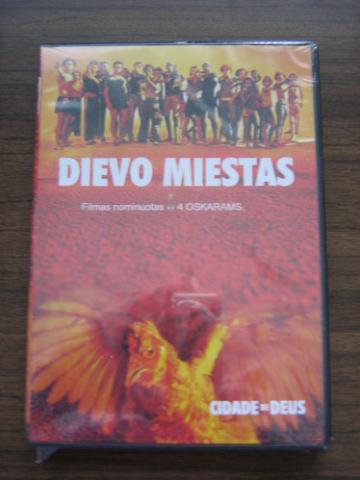 DIEVO MIESTAS
Filmas nominuotas 4 OSKARAMS.
CIDADE DE DEUS